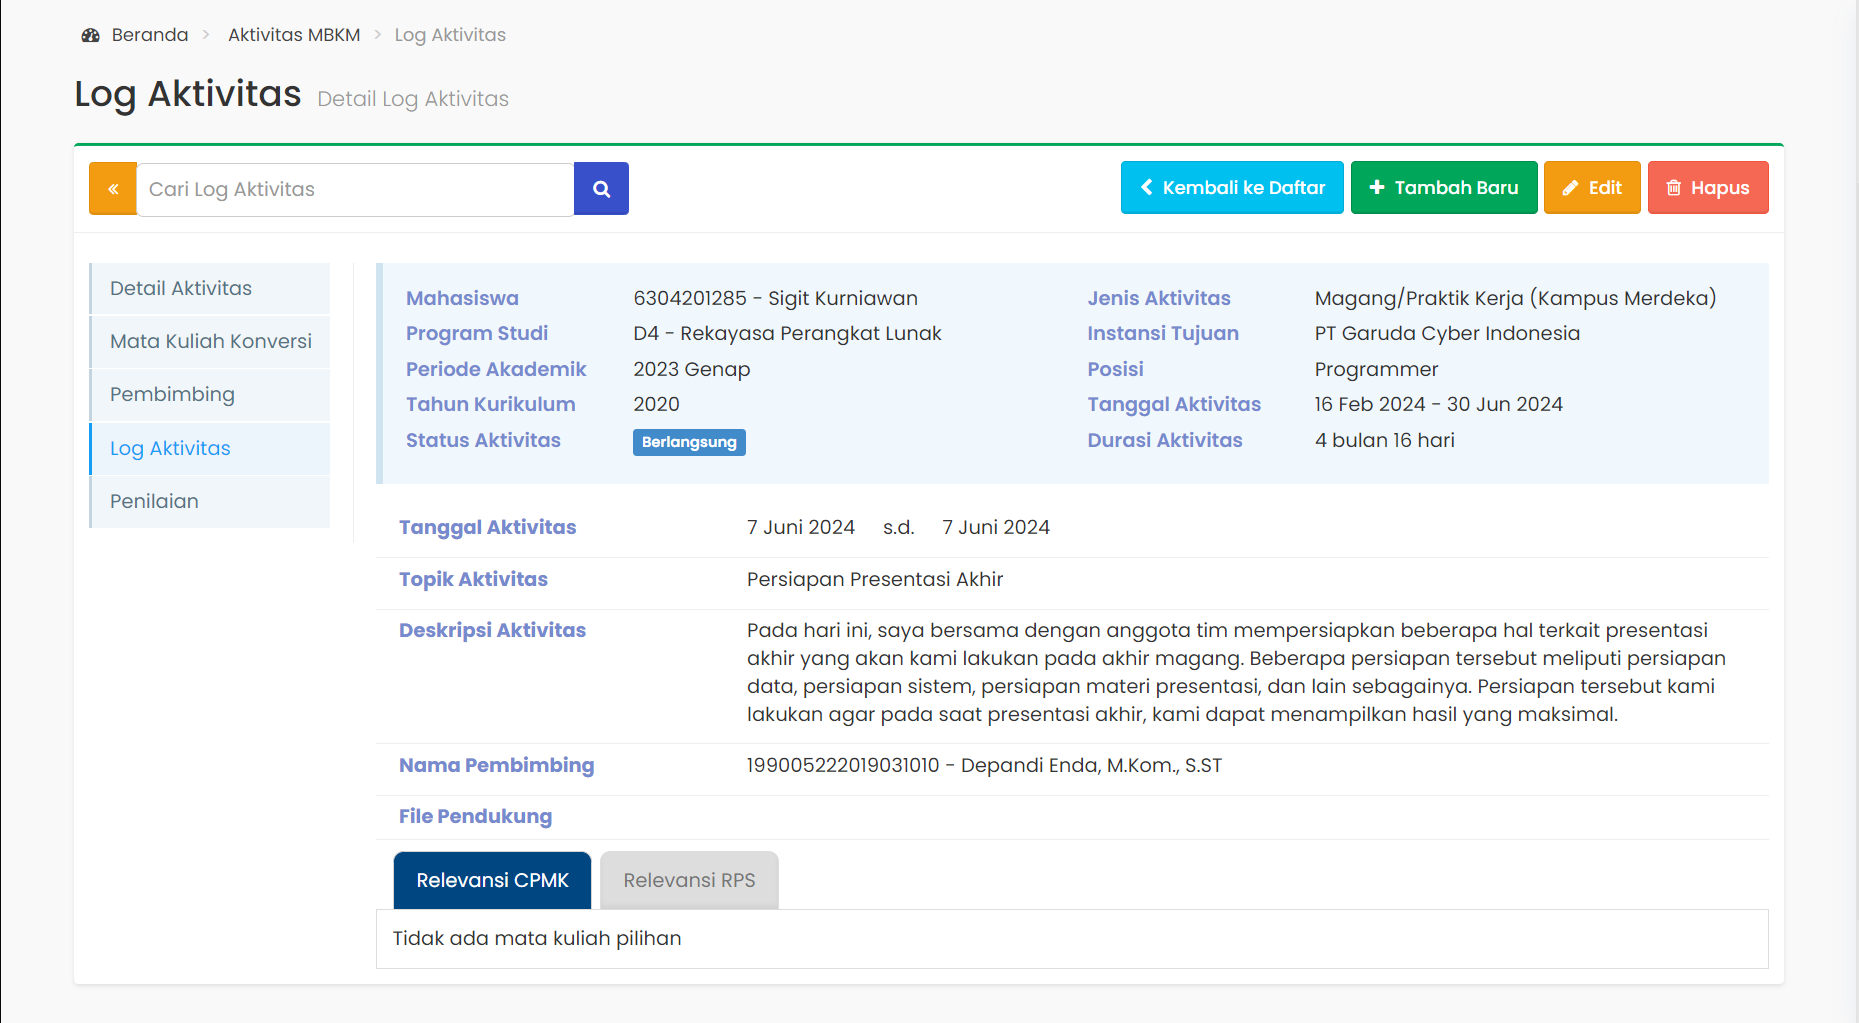 Beranda > Aktivitas MBKM > Log Aktivitas
Log Aktivitas Detail Log Aktivitas
« Cari Log Aktivitas
Kembali ke Daftar
Tambah Baru
Edit
Hapus
Detail Aktivitas
Mata Kuliah Konversi
Pembimbing
Log Aktivitas
Penilaian
Mahasiswa 6304201285 - Sigit Kurniawan
Program Studi D4 - Rekayasa Perangkat Lunak
Periode Akademik 2023 Genap
Tahun Kurikulum 2020
Status Aktivitas Berlangsung
Jenis Aktivitas Magang/Praktik Kerja (Kampus Merdeka)
Instansi Tujuan PT Garuda Cyber Indonesia
Posisi Programmer
Tanggal Aktivitas 16 Feb 2024 - 30 Jun 2024
Durasi Aktivitas 4 bulan 16 hari
Tanggal Aktivitas 7 Juni 2024 s.d. 7 Juni 2024
Topik Aktivitas Persiapan Presentasi Akhir
Deskripsi Aktivitas Pada hari ini, saya bersama dengan anggota tim mempersiapkan beberapa hal terkait presentasi
akhir yang akan kami lakukan pada akhir magang. Beberapa persiapan tersebut meliputi persiapan
data, persiapan sistem, persiapan materi presentasi, dan lain sebagainya. Persiapan tersebut kami
lakukan agar pada saat presentasi akhir, kami dapat menampilkan hasil yang maksimal.
Nama Pembimbing 199005222019031010 - Depandi Enda, M.Kom., S.ST
File Pendukung
Relevansi CPMK
Relevansi RPS
Tidak ada mata kuliah pilihan